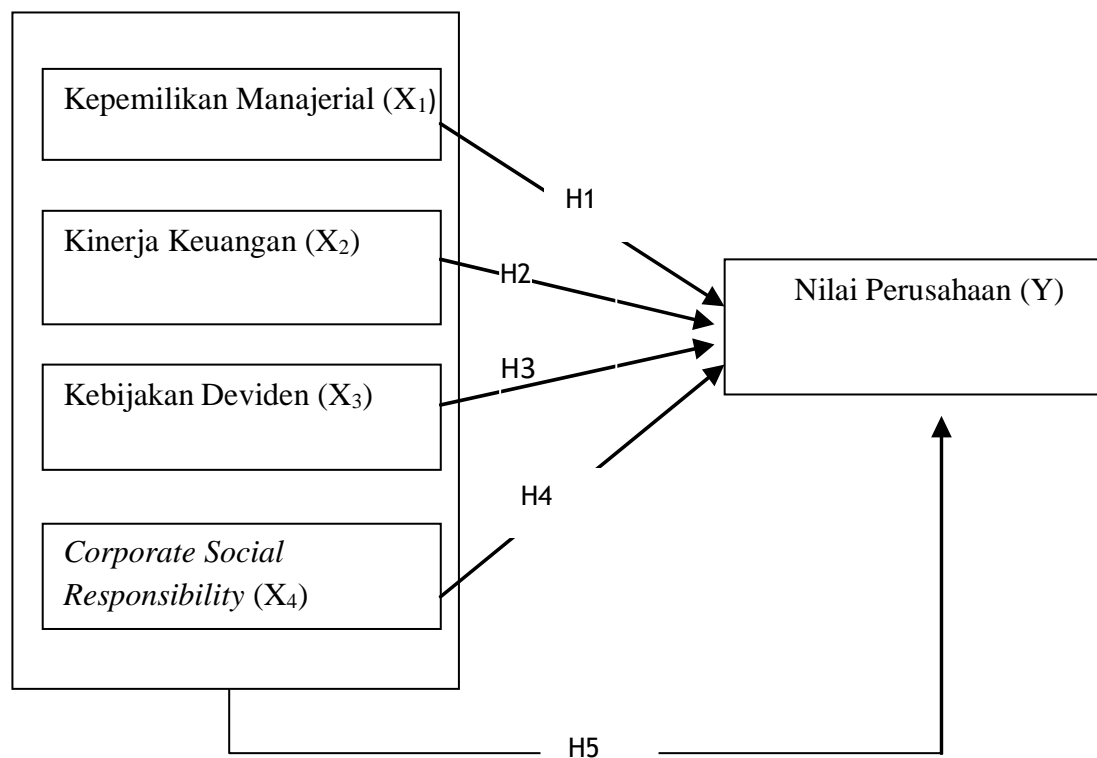 Kepemilikan Manajerial (X₁)
H1
Kinerja Keuangan (X₂)
H2
Nilai Perusahaan (Y)
H3
Kebijakan Deviden (X₃)
H4
Corporate Social
Responsibility (X₄)
H5